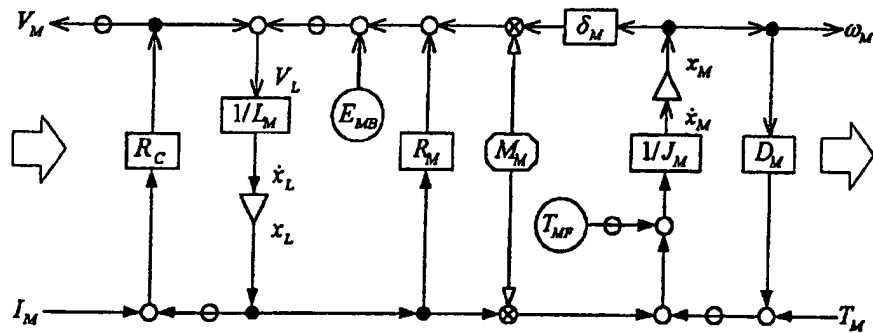 V_M
δ_M
ω_M
x_M
V_L
1/L_M
E_MB
ẋ_M
R_C
R_M
M_M
1/J_M
D_M
ẋ_L
x_L
T_MF
I_M
T_M